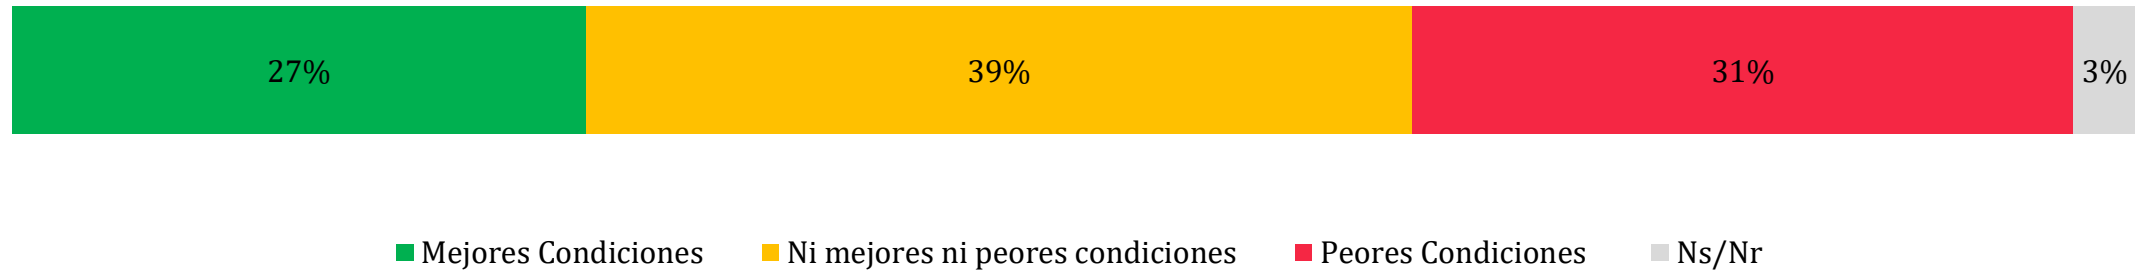 27% 39% 31% 3%
Mejores Condiciones Ni mejores ni peores condiciones Peores Condiciones Ns/Nr